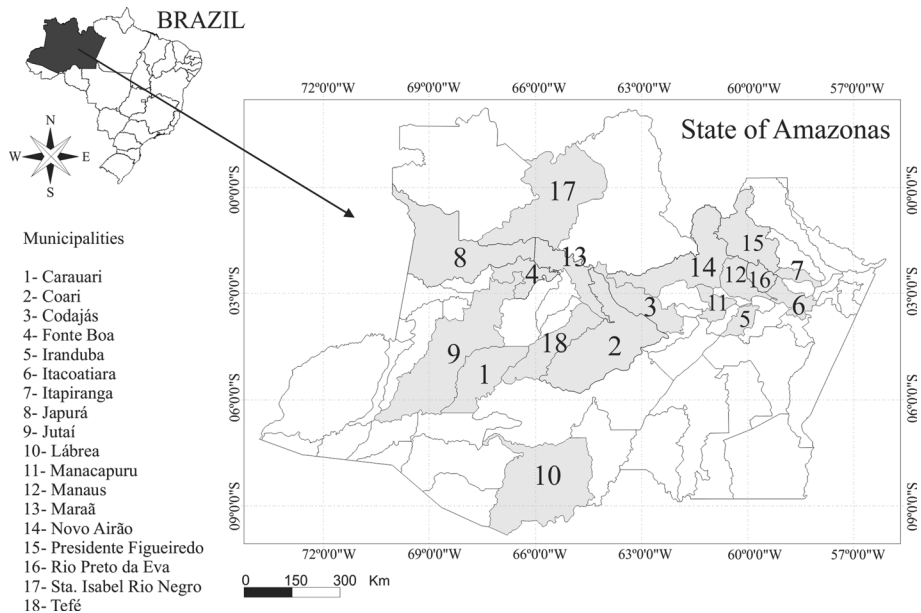 BRAZIL
N
W E
S
State of Amazonas
72°0'0"W 69°0'0"W 66°0'0"W 63°0'0"W 60°0'0"W 57°0'0"W
00°0'0"S 00°0'0"S
03°0'0"S 03°0'0"S
06°0'0"S 06°0'0"S
09°0'0"S 09°0'0"S
17
15
8 13 14 7
4 12 16
3 11 6
5
9 18 2
1
10
72°0'0"W 69°0'0"W 66°0'0"W 63°0'0"W 60°0'0"W 57°0'0"W
0 150 300 Km
Municipalities
1- Carauari
2- Coari
3- Codajás
4- Fonte Boa
5- Iranduba
6- Itacoatiara
7- Itapiranga
8- Japurá
9- Jutaí
10- Lábrea
11- Manacapuru
12- Manaus
13- Maraã
14- Novo Airão
15- Presidente Figueiredo
16- Rio Preto da Eva
17- Sta. Isabel Rio Negro
18- Tefé